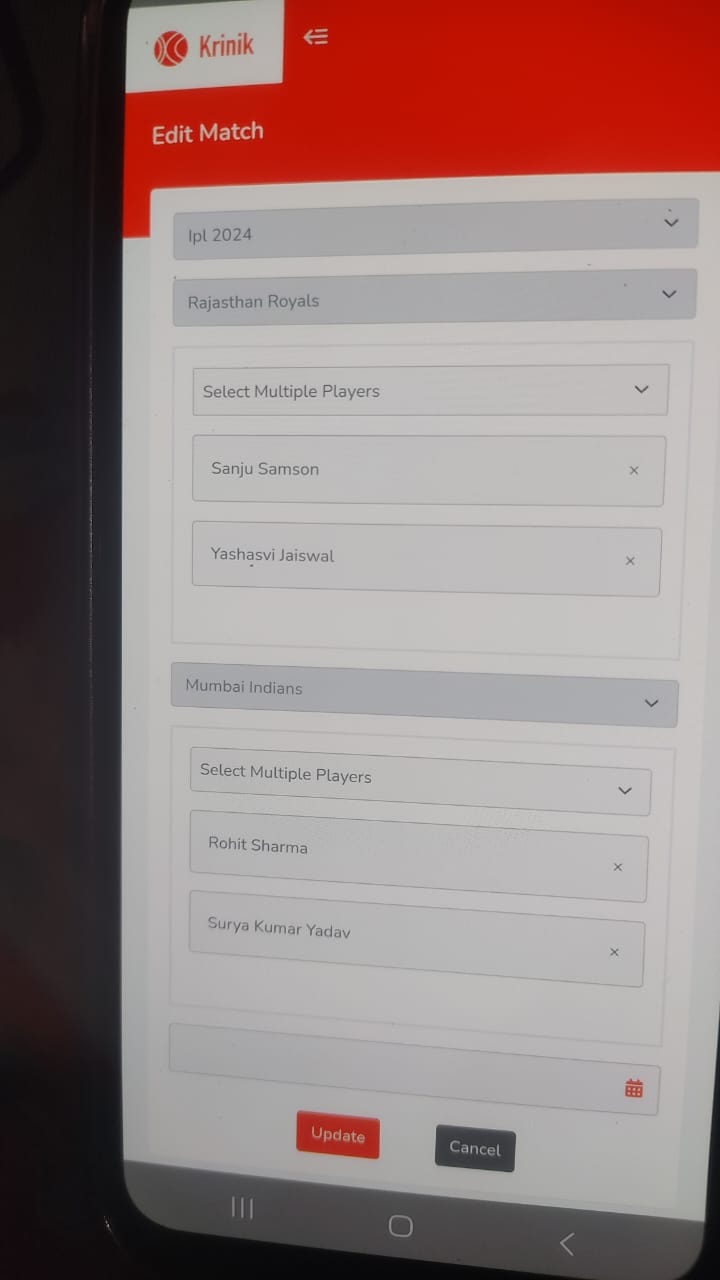 Krinik
Edit Match
Ipl 2024
Rajasthan Royals
Select Multiple Players
Sanju Samson
Yashasvi Jaiswal
Mumbai Indians
Select Multiple Players
Rohit Sharma
Surya Kumar Yadav
Update
Cancel